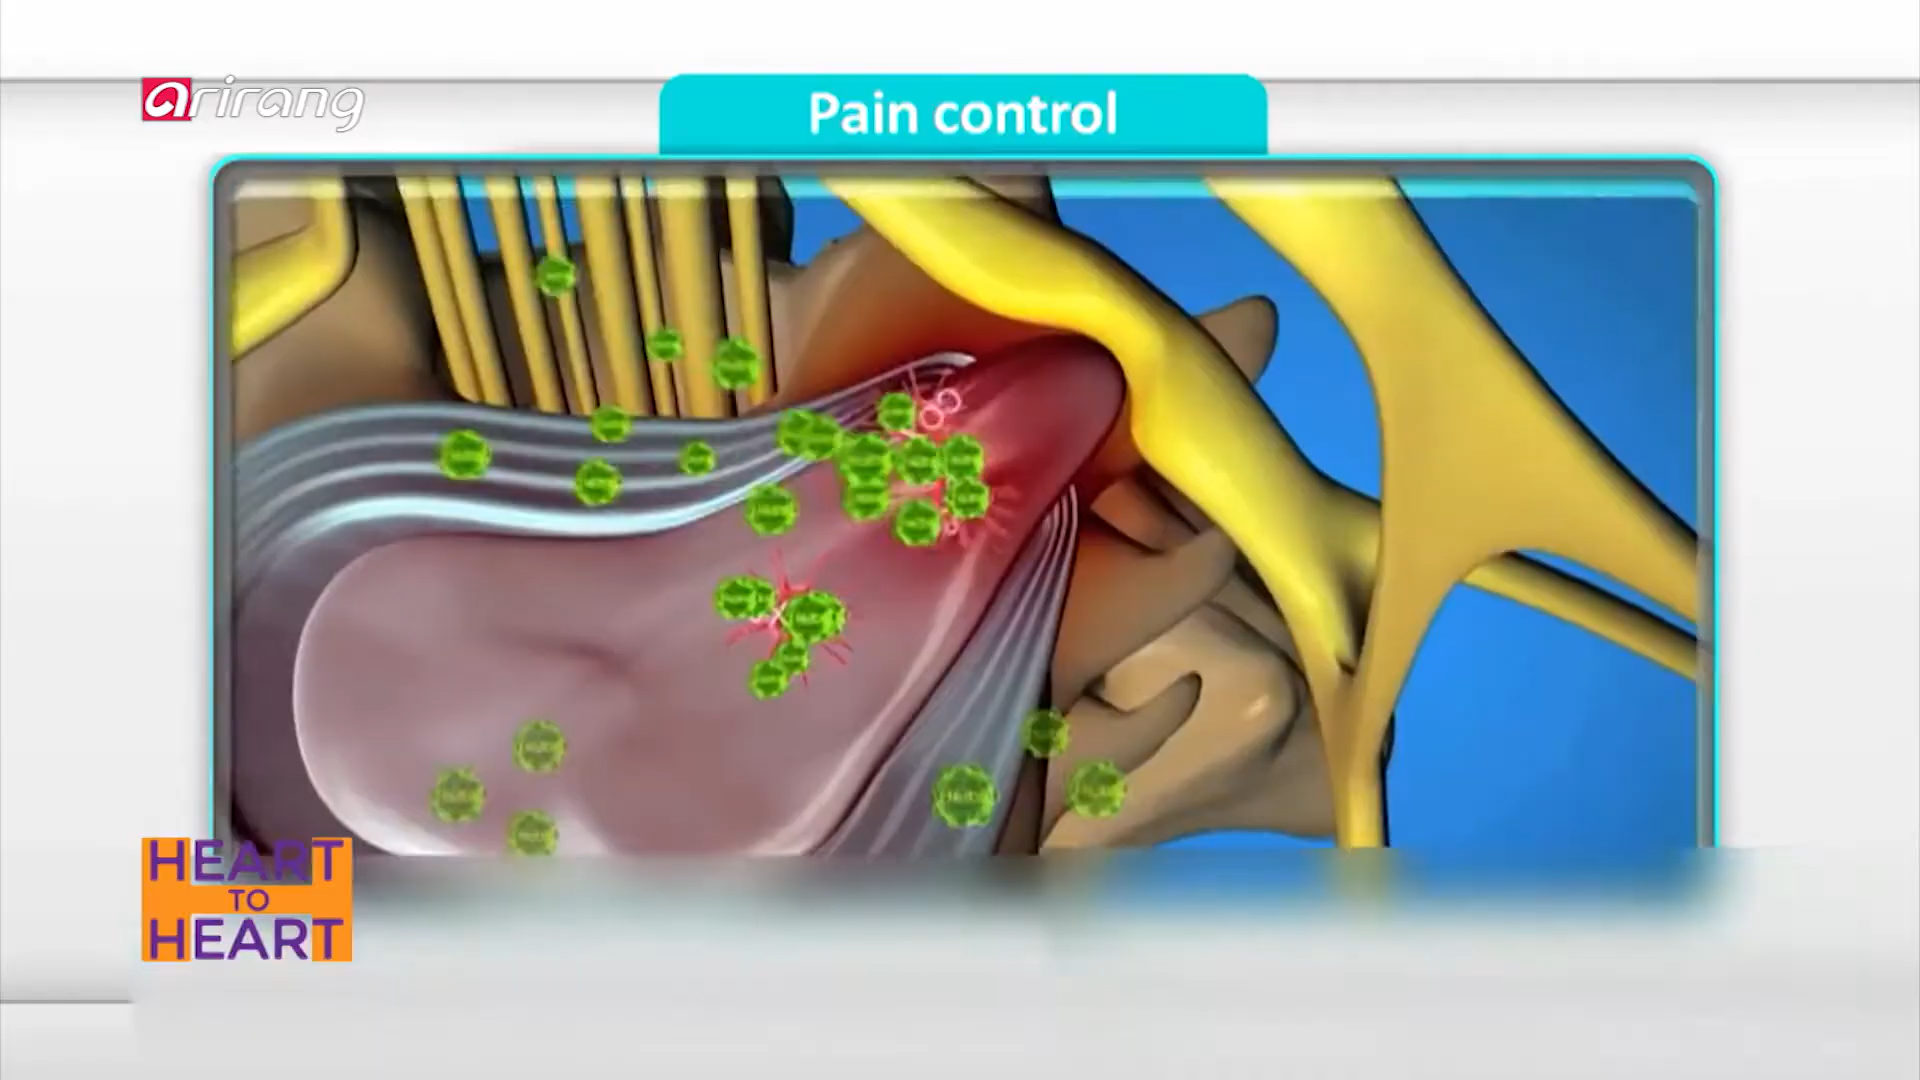 arirang
Pain control
HEART
TO
HEART